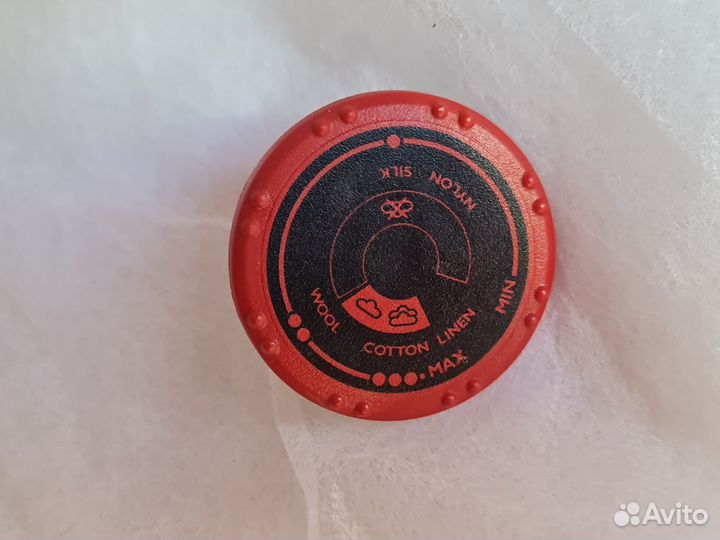 NYLON
SILK
WOOL
COTTON
LINEN
MIN
MAX
Avito